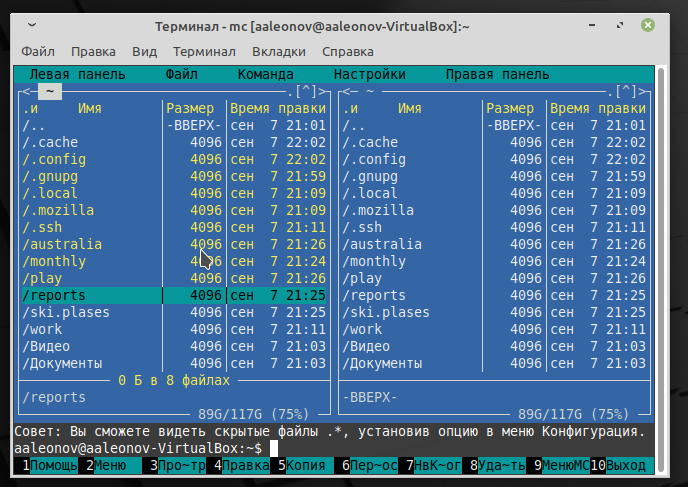 Терминал - mc [aaleonov@aaleonov-VirtualBox]:~
Файл Правка Вид Терминал Вкладки Справка
Левая панель Файл Команда Настройки Правая панель
<─ ~ ─.[^]> <─ ~ ─.[^]>
.и Имя Размер Время правки .и Имя Размер Время правки
/.. -ВВЕРХ- сен 7 21:01 /.. -ВВЕРХ- сен 7 21:01
/.cache 4096 сен 7 22:02 /.cache 4096 сен 7 22:02
/.config 4096 сен 7 22:02 /.config 4096 сен 7 22:02
/.gnupg 4096 сен 7 21:59 /.gnupg 4096 сен 7 21:59
/.local 4096 сен 7 21:09 /.local 4096 сен 7 21:09
/.mozilla 4096 сен 7 21:09 /.mozilla 4096 сен 7 21:09
/.ssh 4096 сен 7 21:11 /.ssh 4096 сен 7 21:11
/australia 4096 сен 7 21:26 /australia 4096 сен 7 21:26
/monthly 4096 сен 7 21:24 /monthly 4096 сен 7 21:24
/play 4096 сен 7 21:26 /play 4096 сен 7 21:26
/reports 4096 сен 7 21:25 /reports 4096 сен 7 21:25
/ski.plases 4096 сен 7 21:25 /ski.plases 4096 сен 7 21:25
/work 4096 сен 7 21:11 /work 4096 сен 7 21:11
/Видео 4096 сен 7 21:03 /Видео 4096 сен 7 21:03
/Документы 4096 сен 7 21:03 /Документы 4096 сен 7 21:03
0 Б в 8 файлах
/reports -ВВЕРХ-
89G/117G (75%) 89G/117G (75%)
Совет: Вы сможете видеть скрытые файлы .*, установив опцию в меню Конфигурация.
aaleonov@aaleonov-VirtualBox:~$
1Помощь 2Меню 3Про~тр 4Правка 5Копия 6Пер~ос 7НвК~ог 8Уда~ть 9МенюМС 10Выход